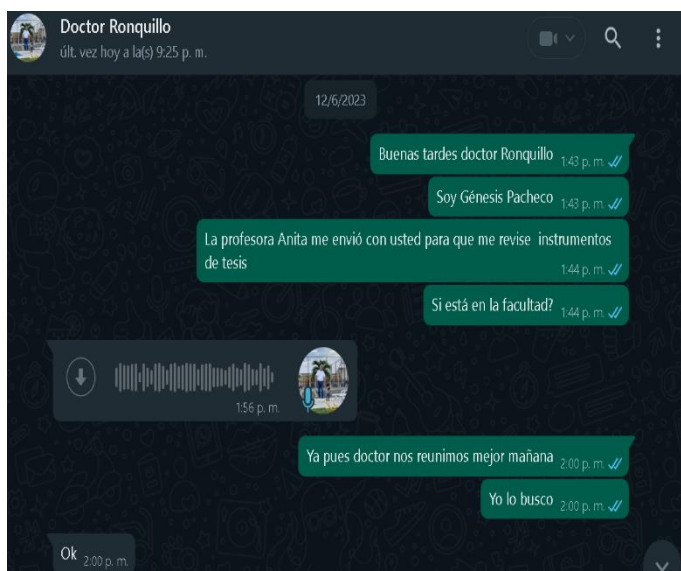 Doctor Ronquillo
últ. vez hoy a la(s) 9:25 p. m.
12/6/2023
Buenas tardes doctor Ronquillo 1:43 p. m.
Soy Génesis Pacheco 1:43 p. m.
La profesora Anita me envió con usted para que me revise instrumentos
de tesis
1:44 p. m.
Si está en la facultad? 1:44 p. m.
1:56 p. m.
Ya pues doctor nos reunimos mejor mañana 2:00 p. m.
Yo lo busco 2:00 p. m.
Ok 2:00 p. m.